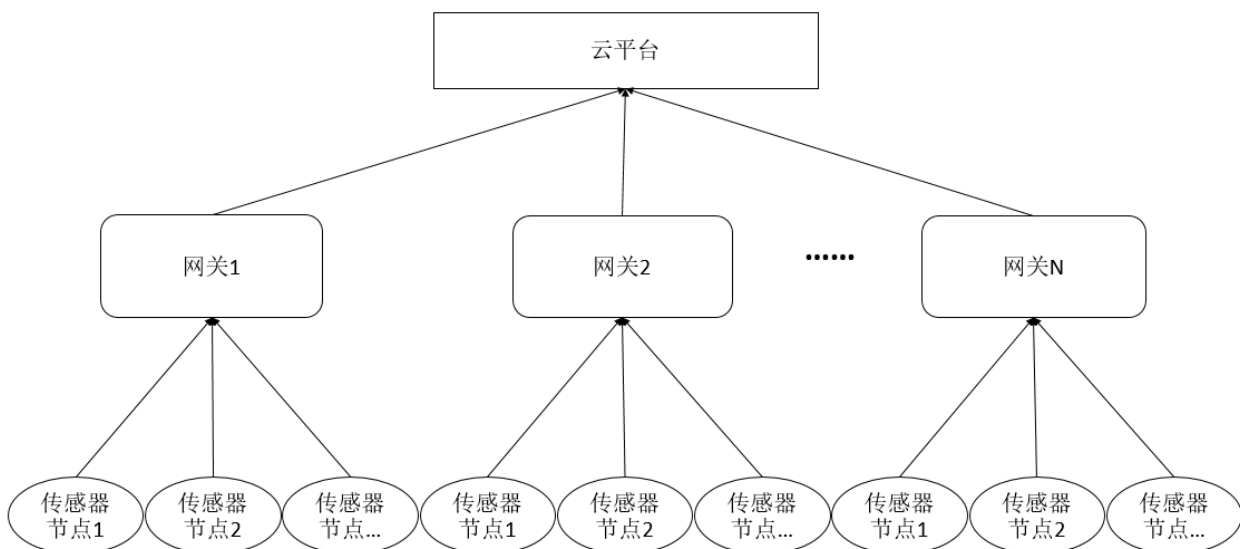 云平台
网关1
网关2
......
网关N
传感器
节点1
传感器
节点2
传感器
节点...
传感器
节点1
传感器
节点2
传感器
节点...
传感器
节点1
传感器
节点2
传感器
节点...